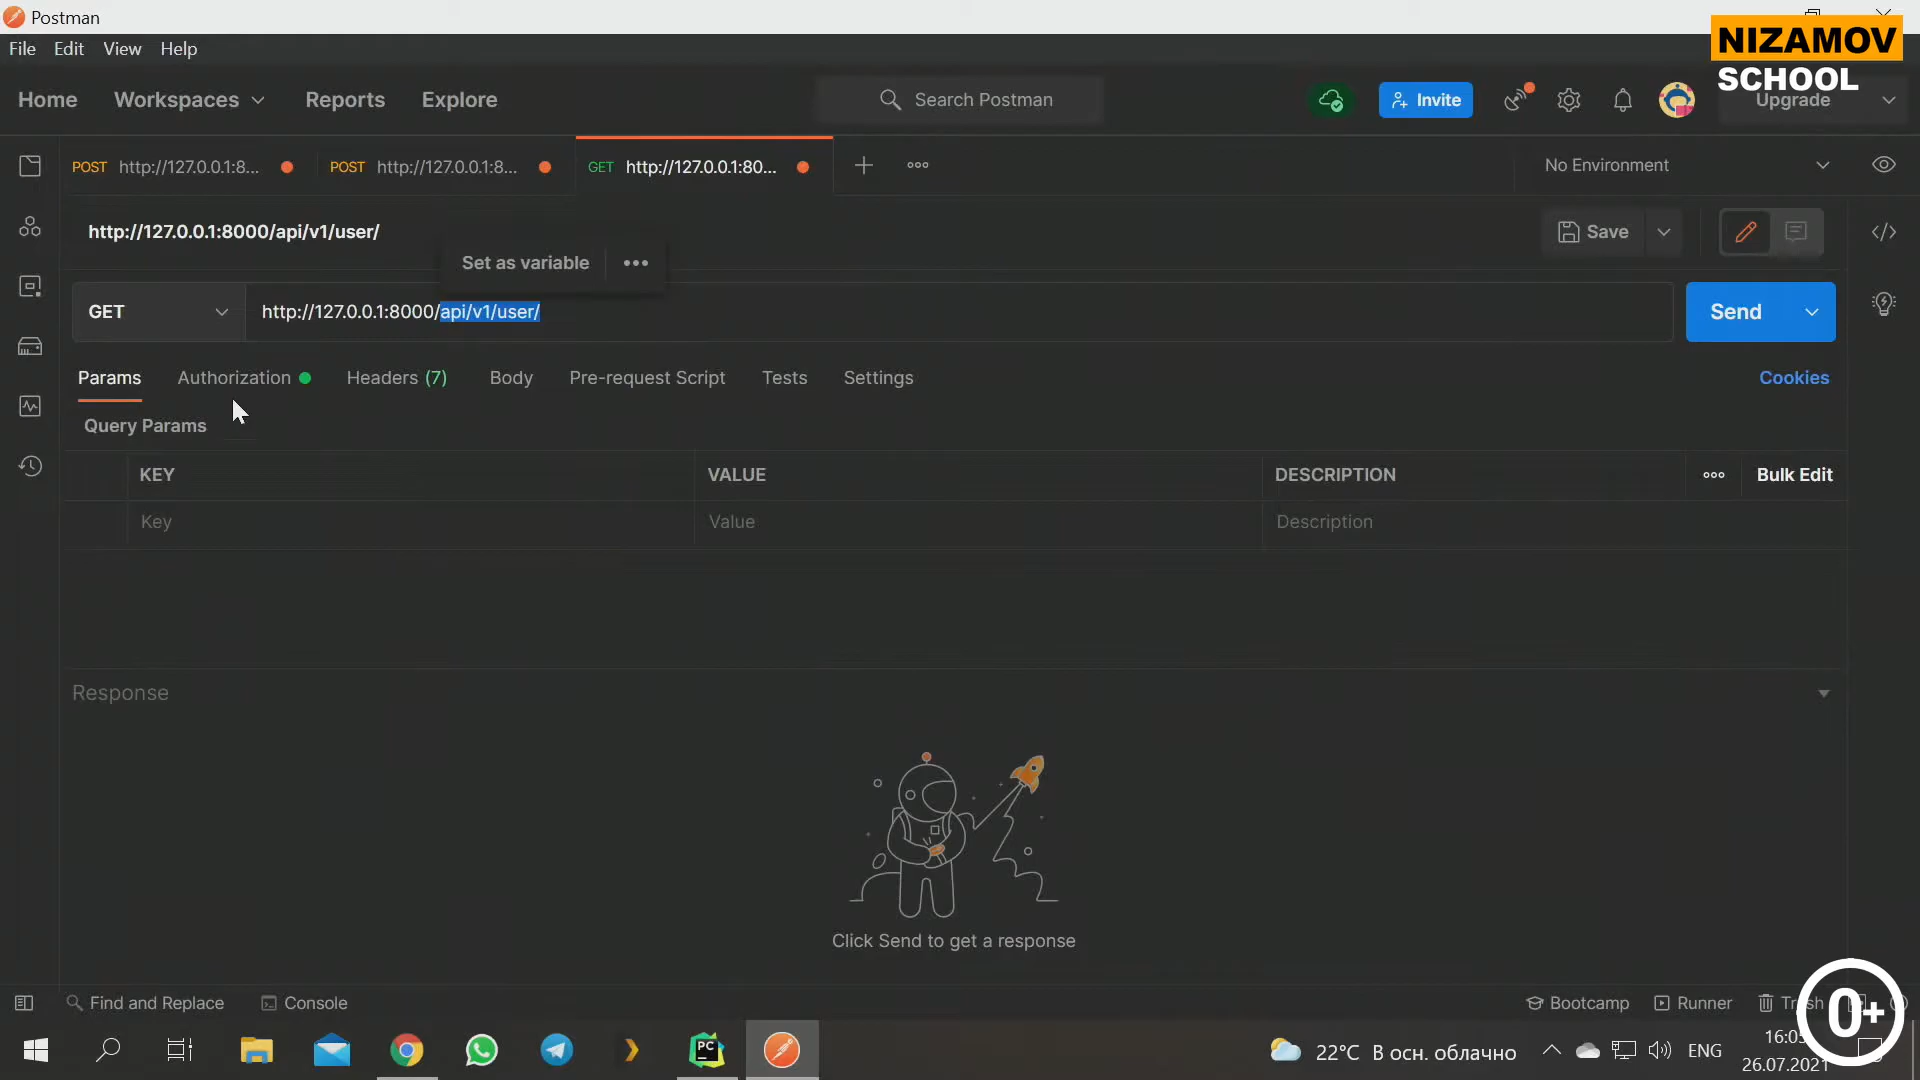 Postman
File Edit View Help
NIZAMOV
SCHOOL
Home Workspaces Reports Explore
Search Postman
Invite
Upgrade
POST http://127.0.0.1:8...
POST http://127.0.0.1:8...
GET http://127.0.0.1:80...
No Environment
http://127.0.0.1:8000/api/v1/user/
Save
Set as variable
GET http://127.0.0.1:8000/api/v1/user/
Send
Params Authorization Headers (7) Body Pre-request Script Tests Settings
Cookies
Query Params
KEY VALUE DESCRIPTION
Bulk Edit
Key Value Description
Response
Click Send to get a response
Find and Replace Console
Bootcamp Runner
0+
PC
22°C В осн. облачно
ENG
26.07.2021